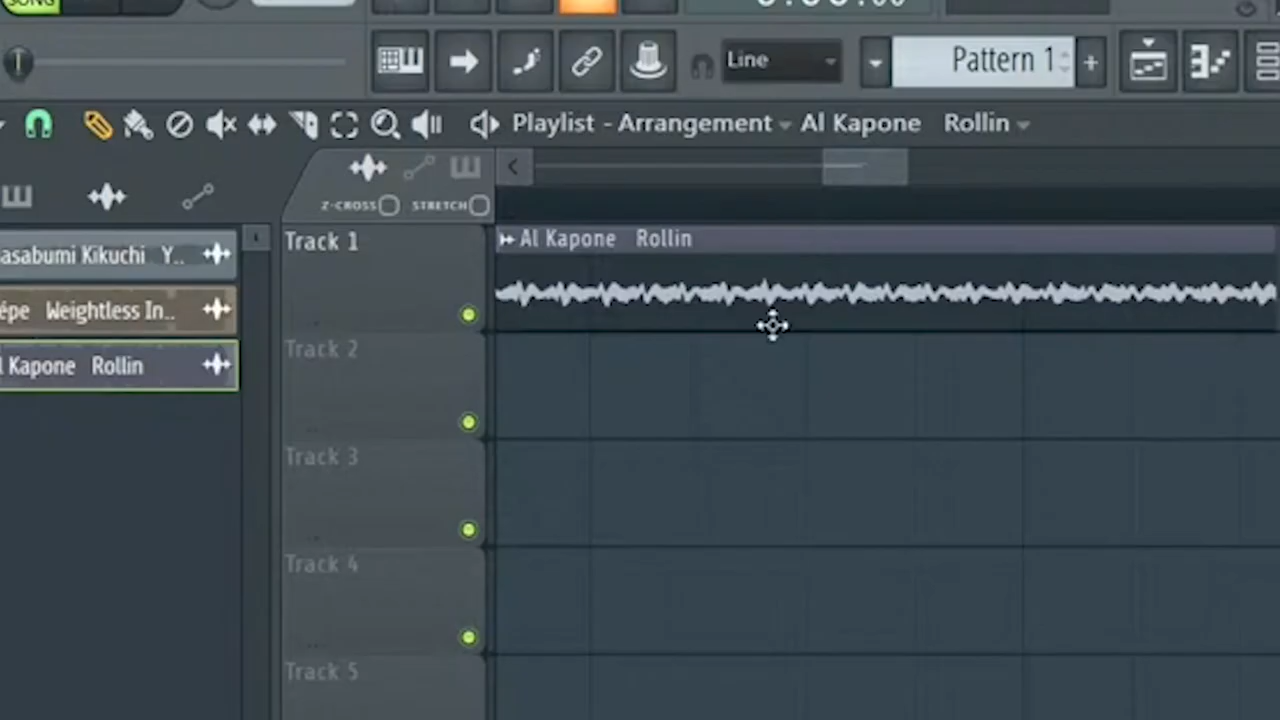 SONG
Line
Pattern 1
+
Playlist - Arrangement
Al Kapone Rollin
Z-CROSS STRETCH
asabumi Kikuchi Y..
épe Weightless In..
l Kapone Rollin
Track 1
Al Kapone Rollin
Track 2
Track 3
Track 4
Track 5